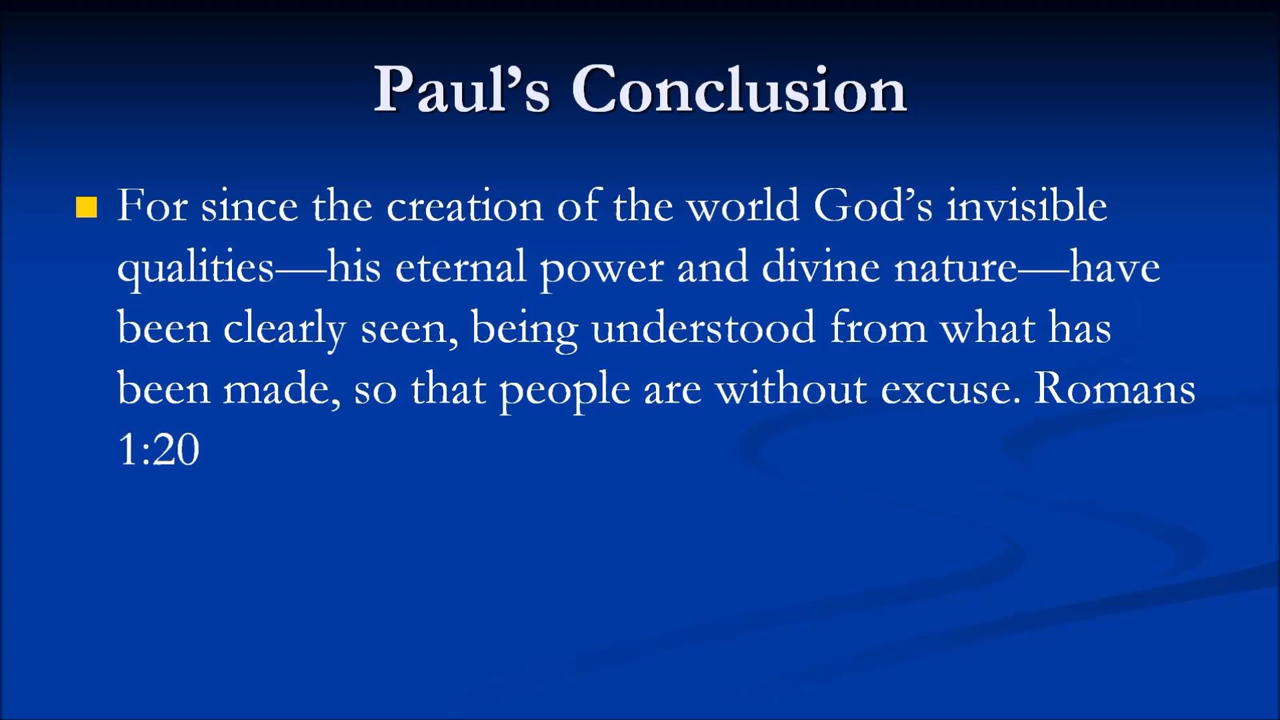 Paul’s Conclusion
For since the creation of the world God’s invisible
qualities—his eternal power and divine nature—have
been clearly seen, being understood from what has
been made, so that people are without excuse. Romans
1:20